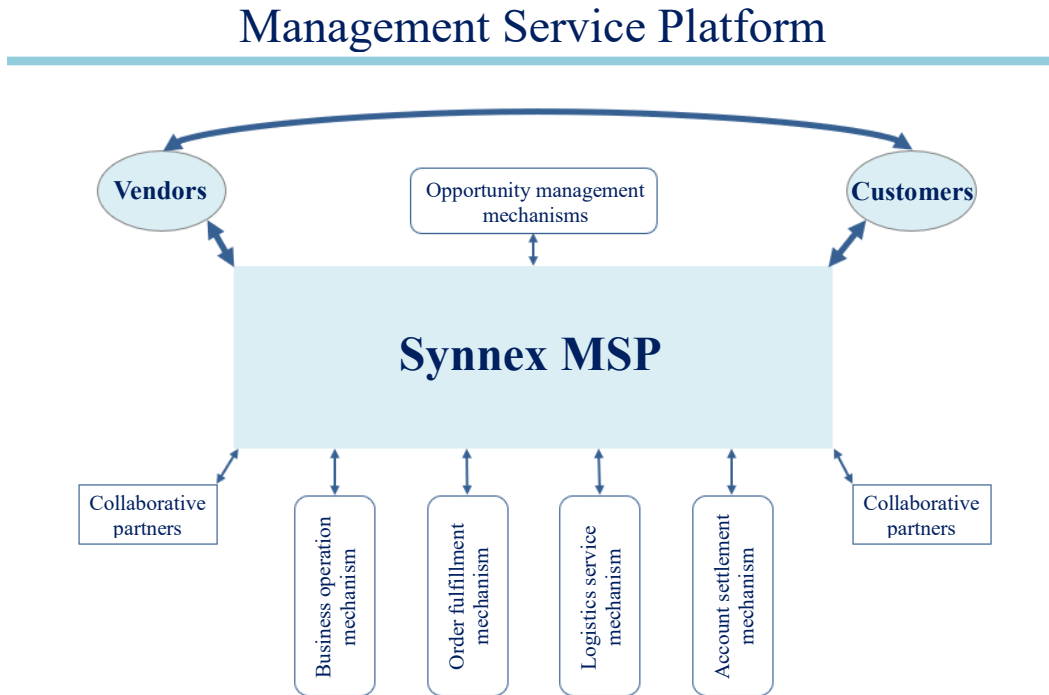 Management Service Platform
Vendors
Customers
Opportunity management
mechanisms
Synnex MSP
Collaborative
partners
Business operation
mechanism
Order fulfillment
mechanism
Logistics service
mechanism
Account settlement
mechanism
Collaborative
partners